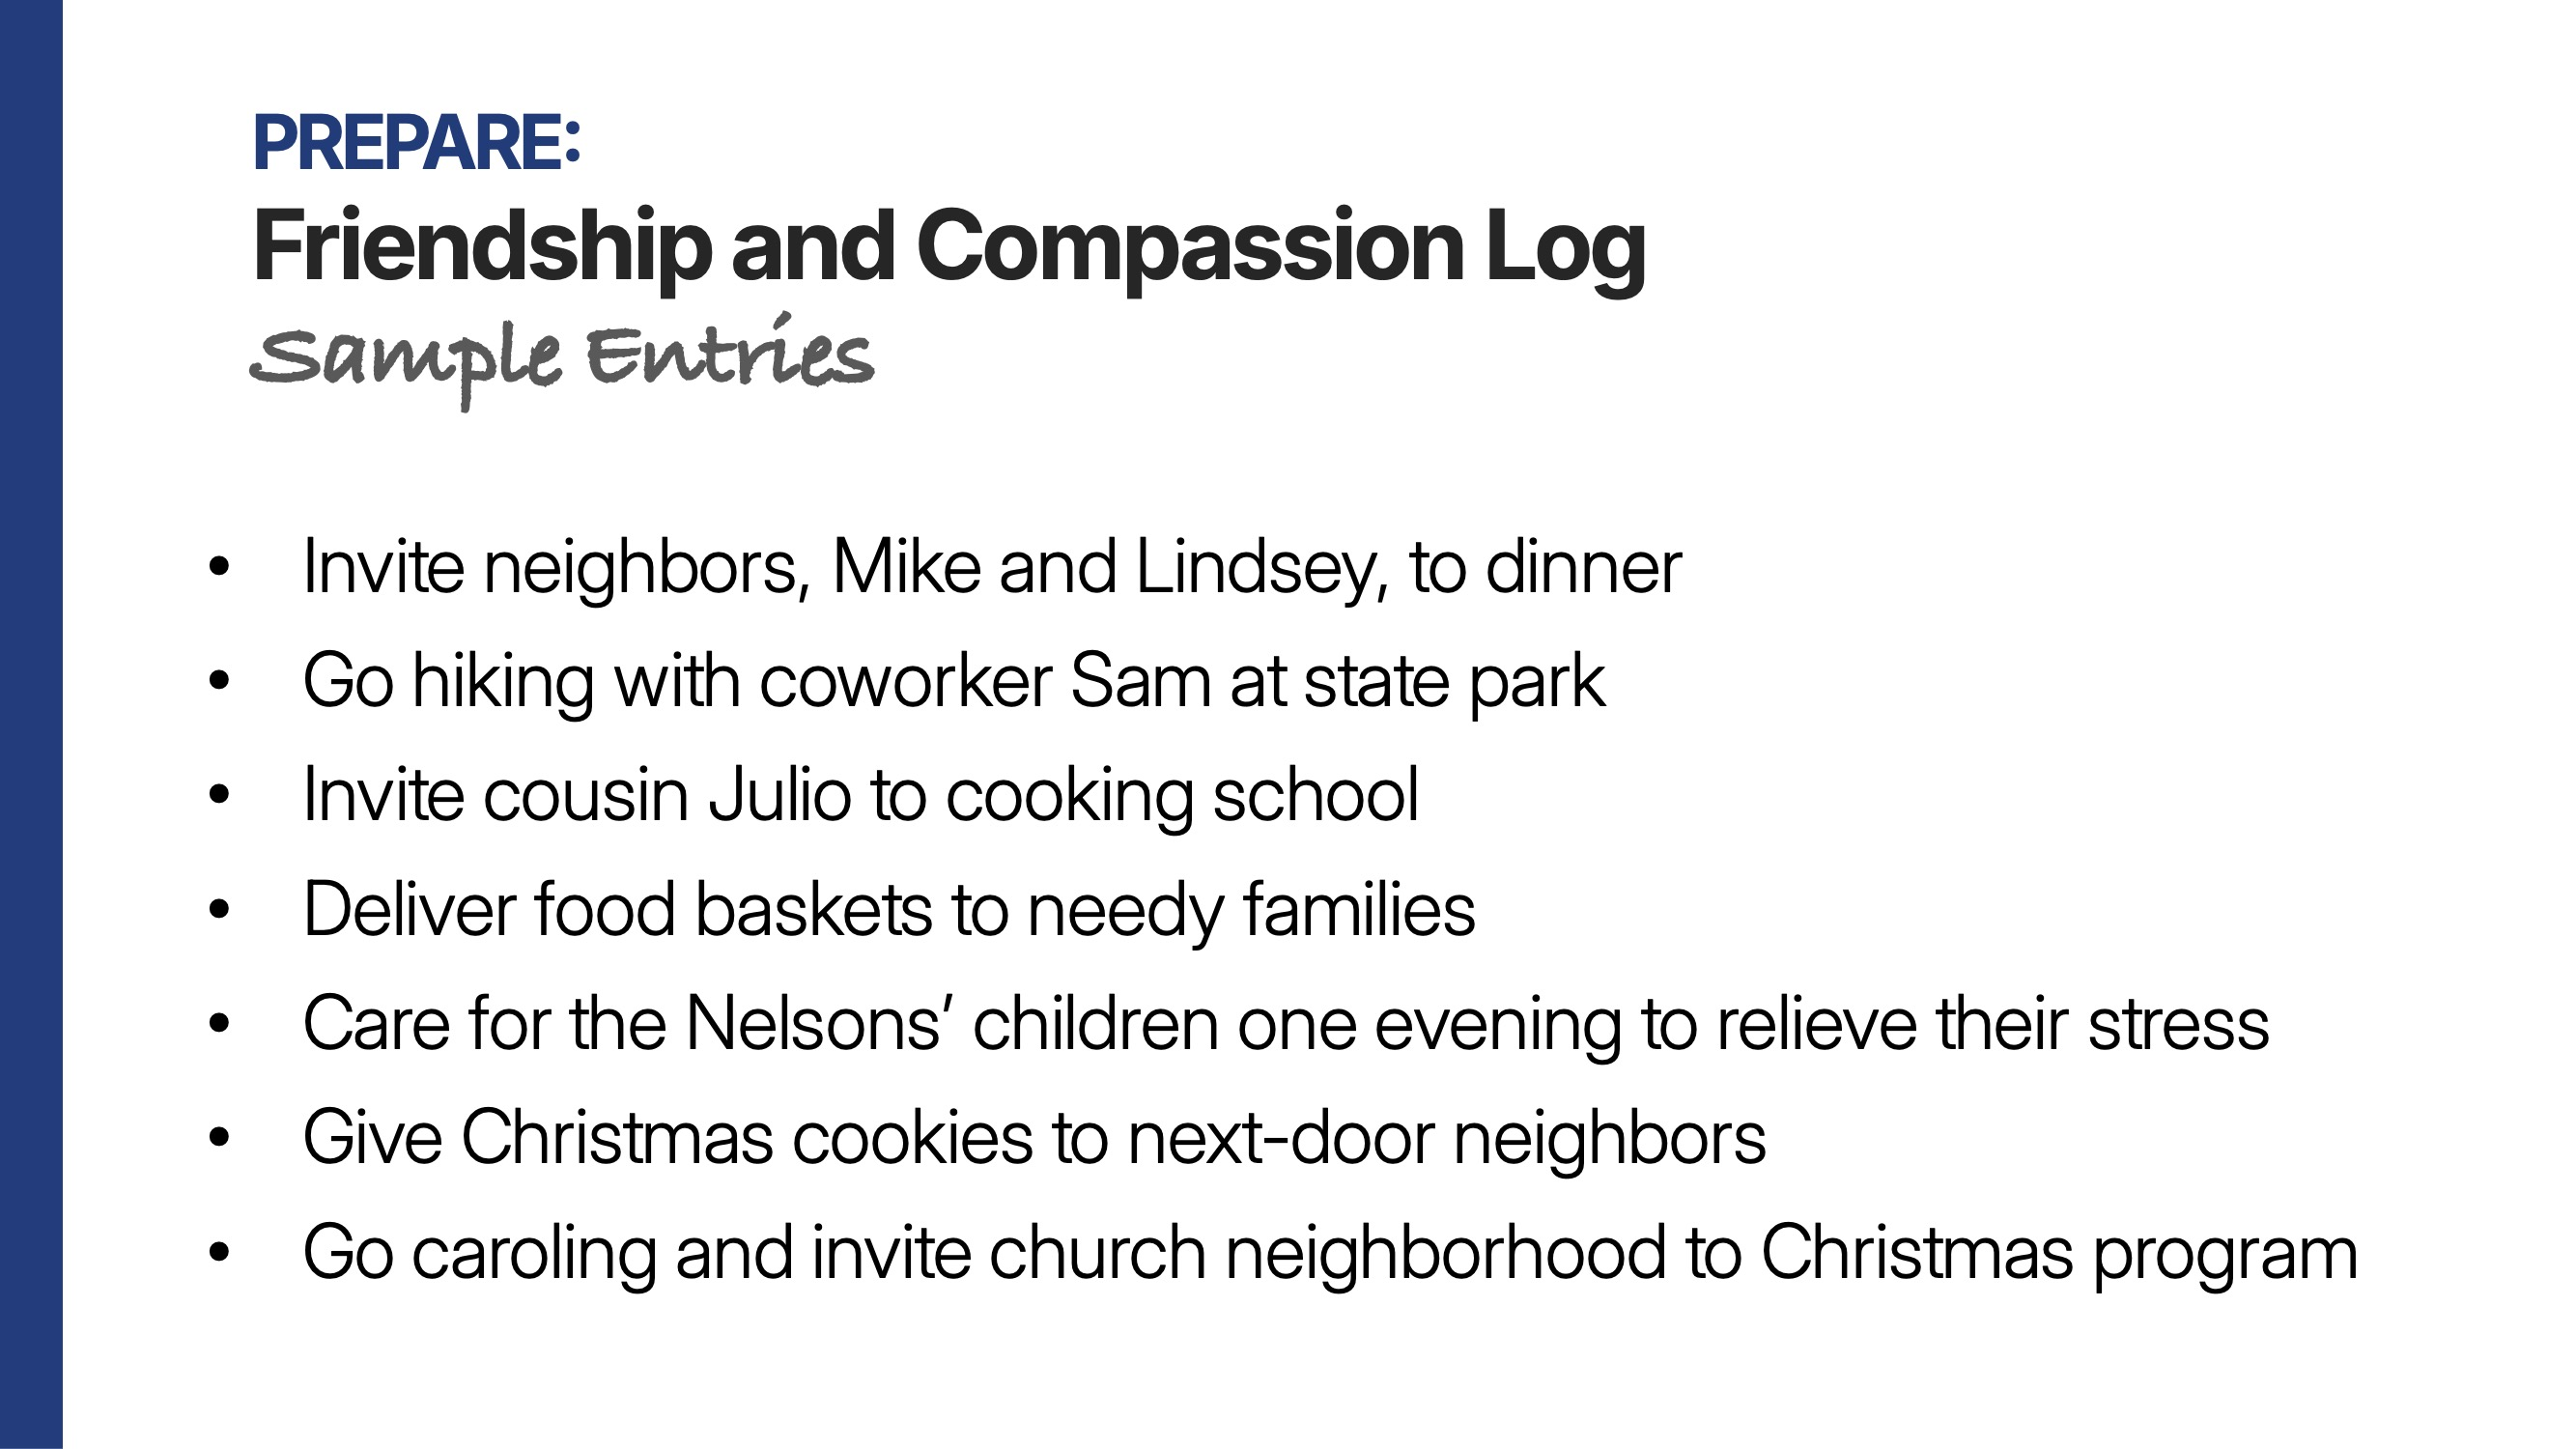 PREPARE:
Friendship and Compassion Log
Sample Entries
• Invite neighbors, Mike and Lindsey, to dinner
• Go hiking with coworker Sam at state park
• Invite cousin Julio to cooking school
• Deliver food baskets to needy families
• Care for the Nelsons’ children one evening to relieve their stress
• Give Christmas cookies to next-door neighbors
• Go caroling and invite church neighborhood to Christmas program